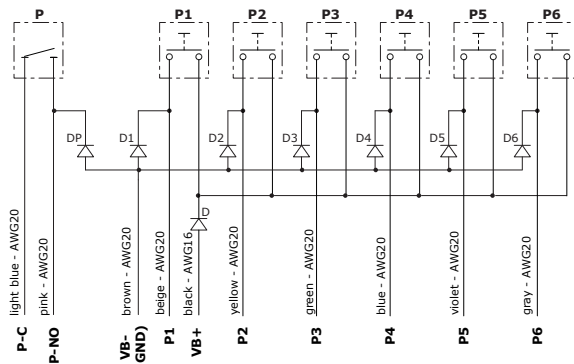 P
P1
P2
P3
P4
P5
P6
DP
D1
D2
D3
D4
D5
D6
D
light blue - AWG20
pink - AWG20
brown - AWG20
beige - AWG20
black - AWG16
yellow - AWG20
green - AWG20
blue - AWG20
violet - AWG20
gray - AWG20
P-C
P-NO
VB-
GND)
P1
VB+
P2
P3
P4
P5
P6